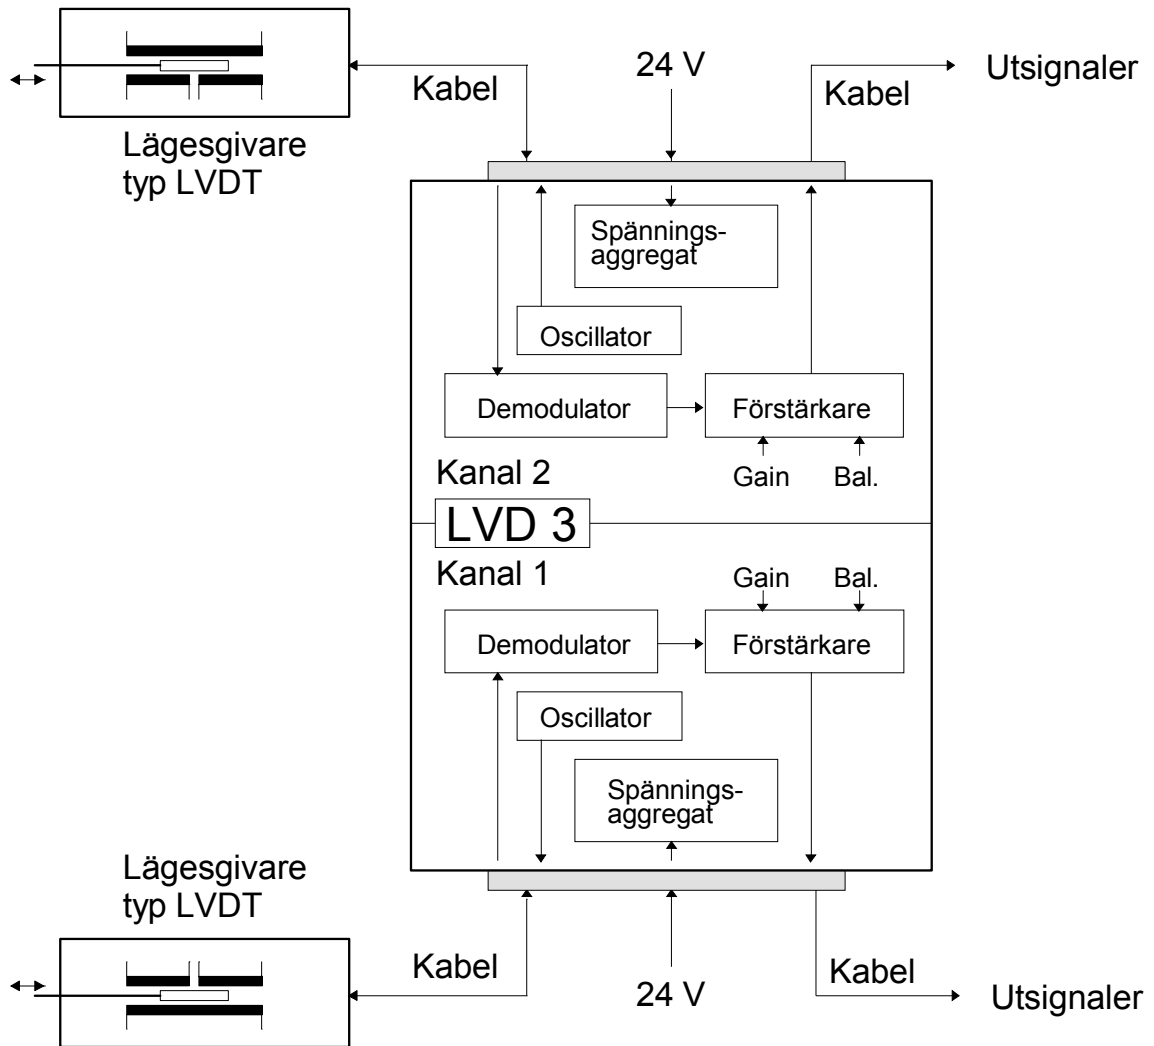 24 V
Utsignaler
Kabel
Kabel
Lägesgivare
typ LVDT
Spännings-
aggregat
Oscillator
Demodulator
Förstärkare
Kanal 2
Gain
Bal.
LVD 3
Kanal 1
Gain
Bal.
Demodulator
Förstärkare
Oscillator
Spännings-
aggregat
Lägesgivare
typ LVDT
Kabel
24 V
Kabel
Utsignaler